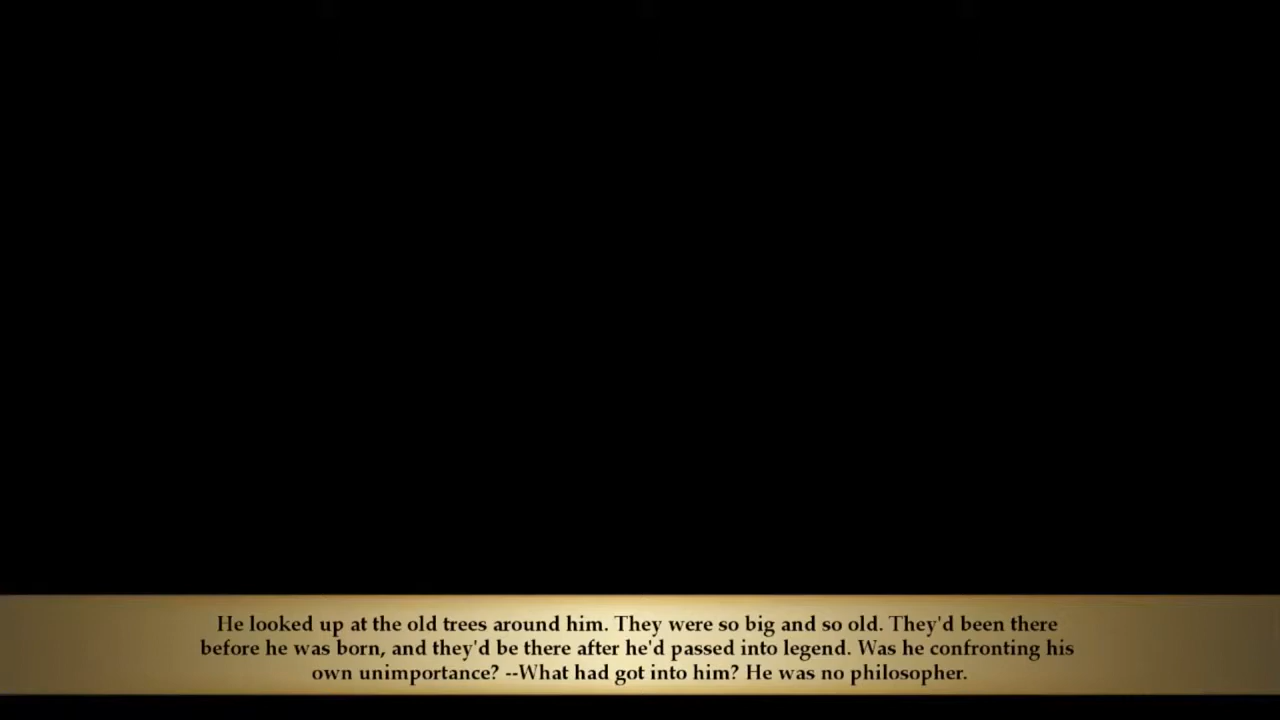 He looked up at the old trees around him. They were so big and so old. They'd been there
before he was born, and they'd be there after he'd passed into legend. Was he confronting his
own unimportance? --What had got into him? He was no philosopher.